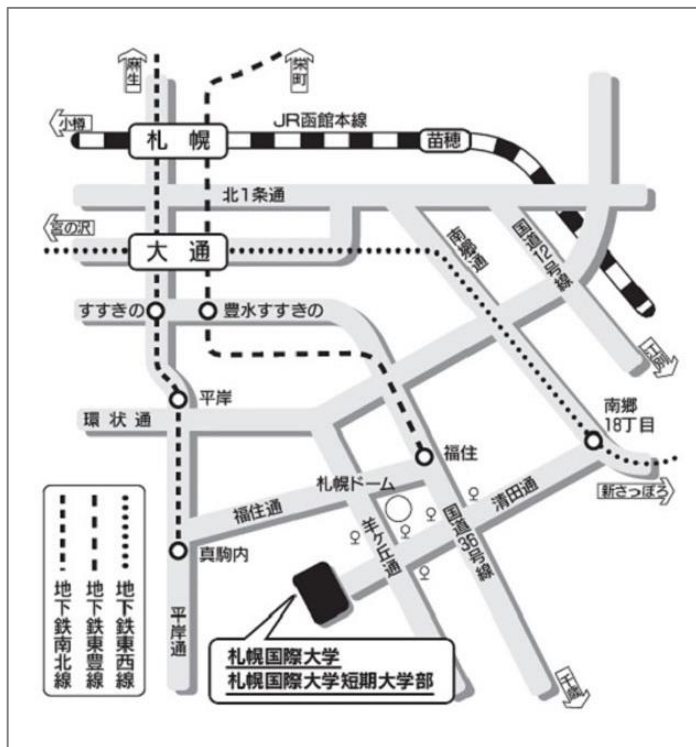 麻生
栄町
小樽
札幌
JR函館本線
苗穂
北1条通
宮の沢
大通
南郷通
国道12号線
すすきの
豊水すすきの
江別
平岸
環状通
南郷
18丁目
福住
札幌ドーム
新さっぽろ
福住通
清田通
羊ヶ丘通
国道36号線
真駒内
平岸通
地下鉄南北線
地下鉄東豊線
地下鉄東西線
札幌国際大学
札幌国際大学短期大学部
千歳